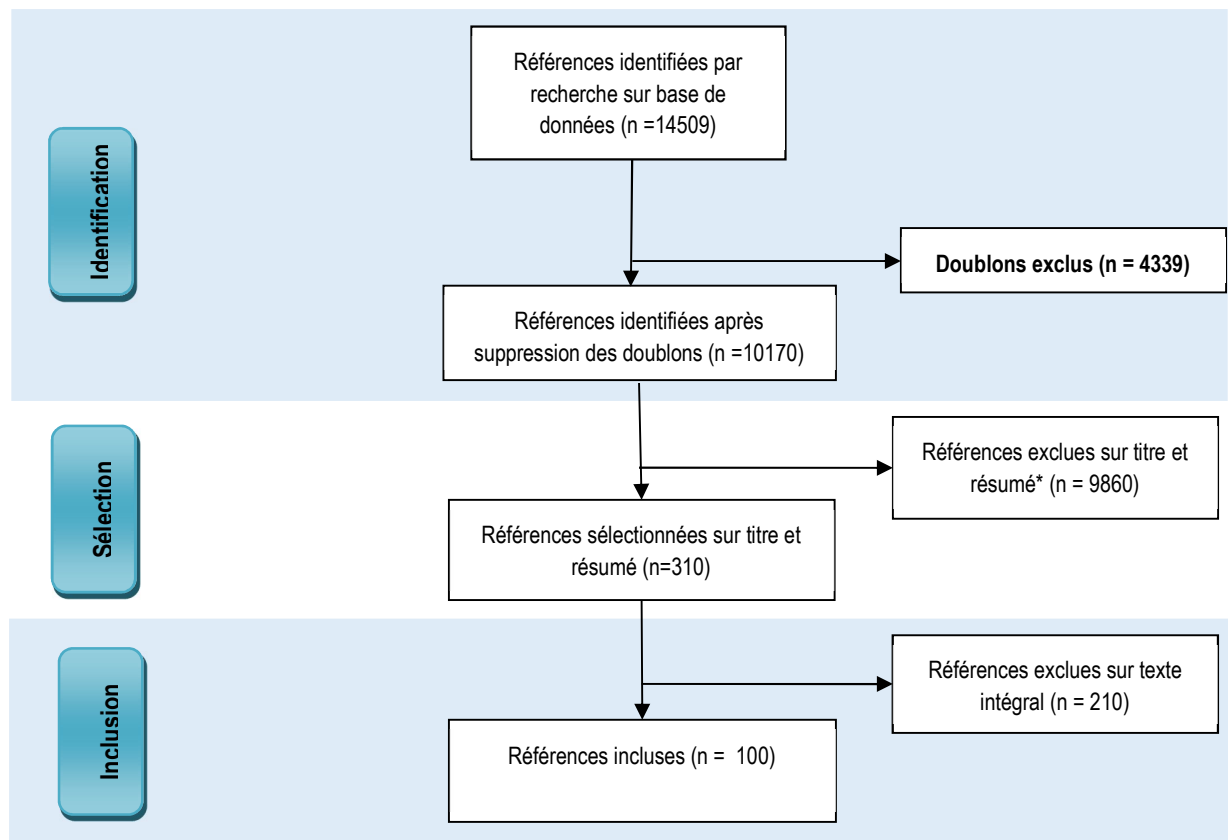 Références identifiées par
recherche sur base de
données (n =14509)
Identification
Doublons exclus (n = 4339)
Références identifiées après
suppression des doublons (n =10170)
Sélection
Références exclues sur titre et
résumé* (n = 9860)
Références sélectionnées sur titre et
résumé (n=310)
Inclusion
Références exclues sur texte
intégral (n = 210)
Références incluses (n = 100)